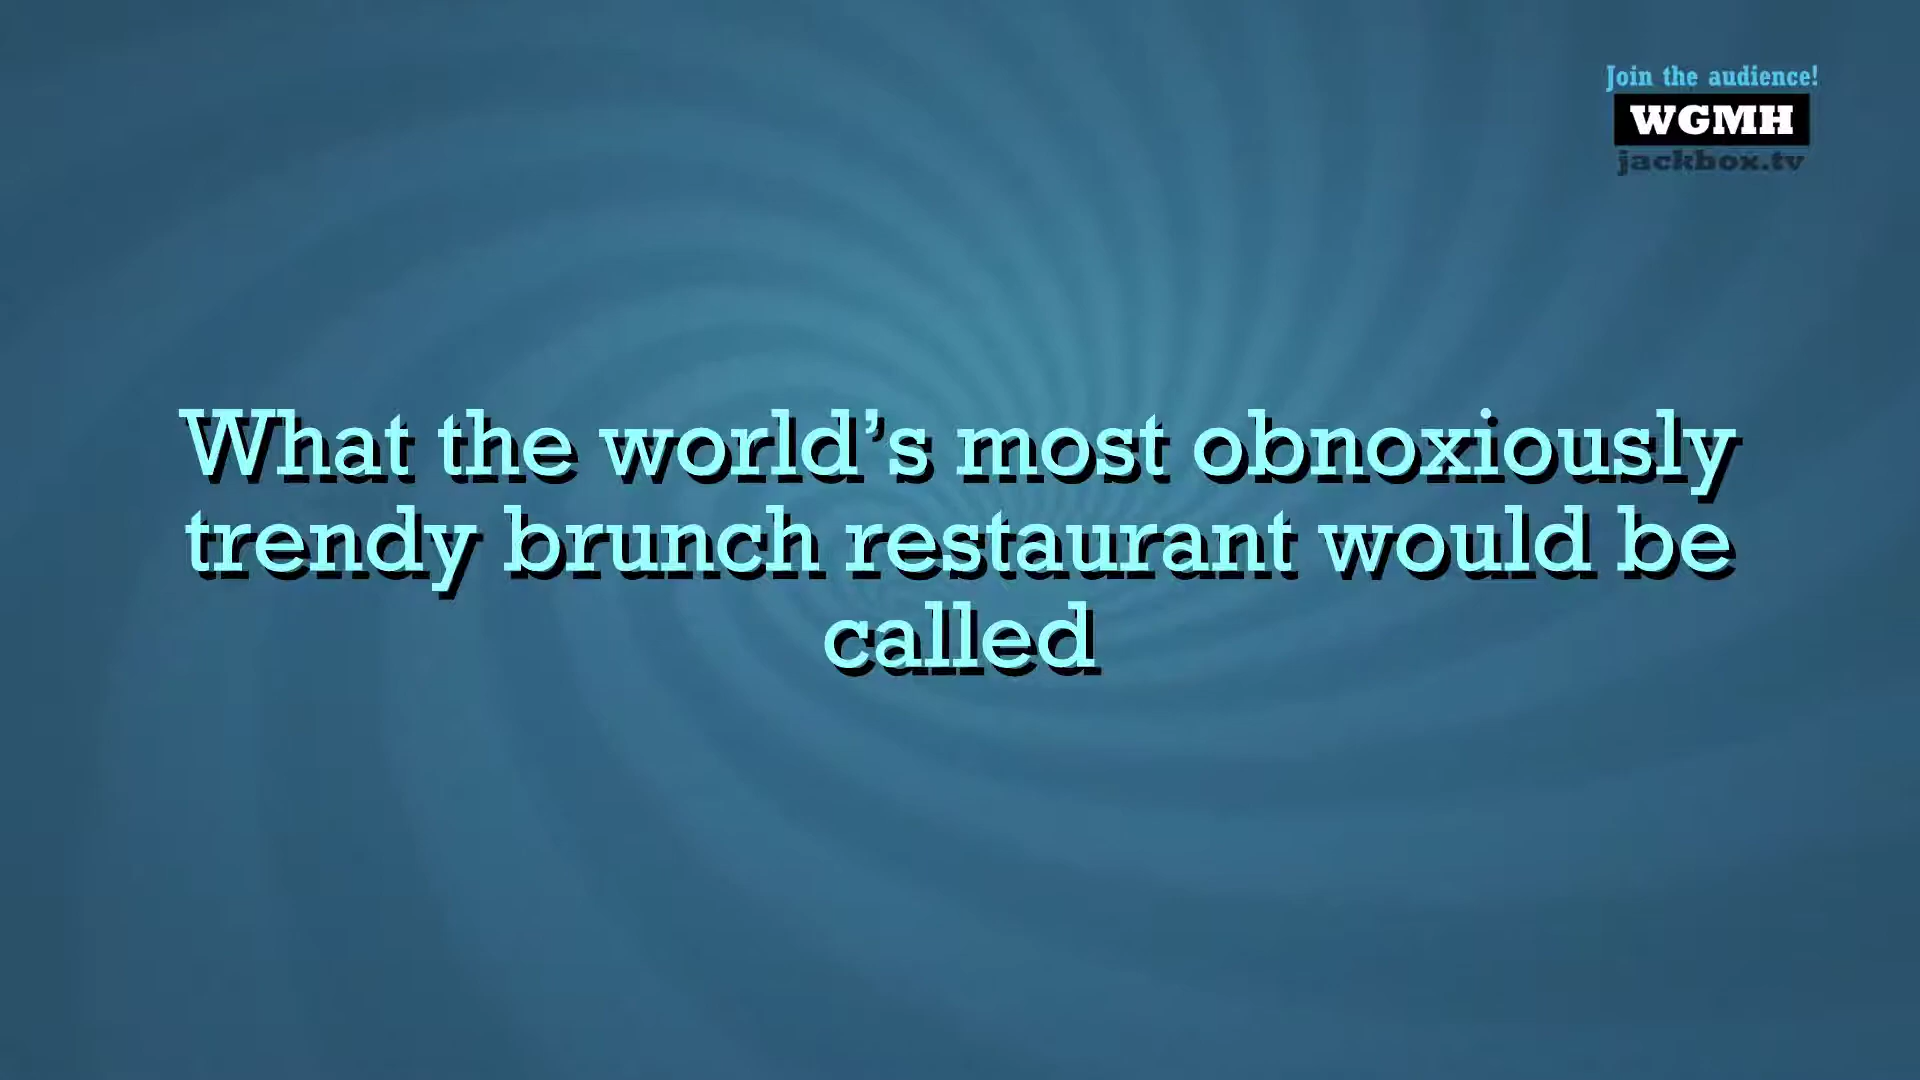 Join the audience!
WGMH
jackbox.tv
What the world’s most obnoxiously
trendy brunch restaurant would be
called